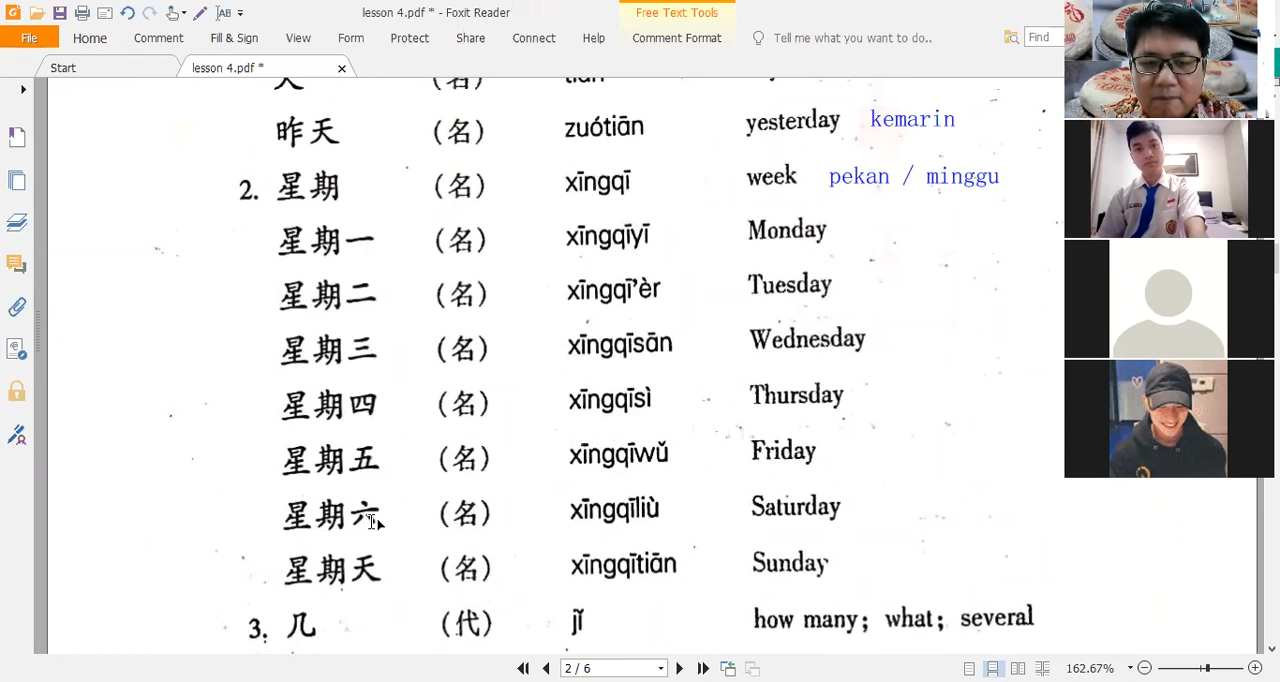 lesson 4.pdf * - Foxit Reader
Free Text Tools
File Home Comment Fill & Sign View Form Protect Share Connect Help Comment Format Tell me what you want to do.. Find
Start lesson 4.pdf *
昨天 (名) zuótiān yesterday kemarin
2. 星期 (名) xīngqī week pekan / minggu
星期一 (名) xīngqīyī Monday
星期二 (名) xīngqī'èr Tuesday
星期三 (名) xīngqīsān Wednesday
星期四 (名) xīngqīsì Thursday
星期五 (名) xīngqīwǔ Friday
星期六 (名) xīngqīliù Saturday
星期天 (名) xīngqītiān Sunday
3. 几 (代) jǐ how many; what; several
2 / 6 162.67%